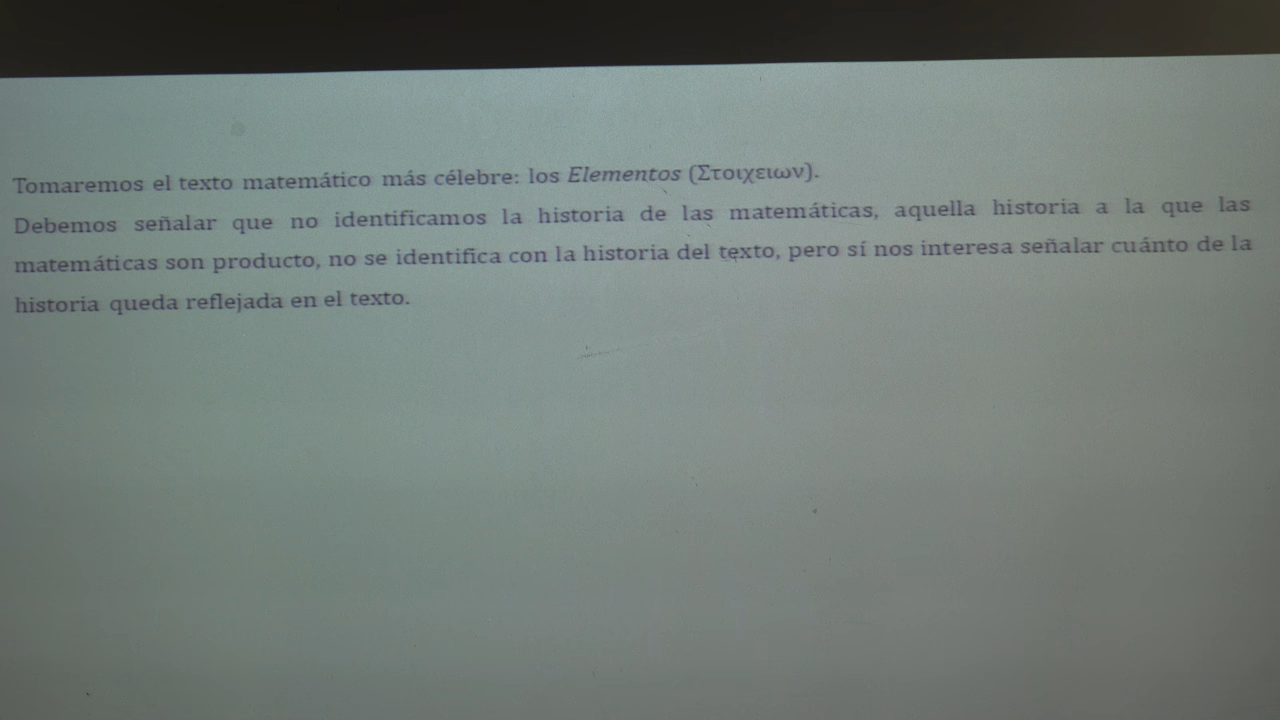 Tomaremos el texto matemático más célebre: los Elementos (Στοιχειων).
Debemos señalar que no identificamos la historia de las matemáticas, aquella historia a la que las
matemáticas son producto, no se identifica con la historia del texto, pero sí nos interesa señalar cuánto de la
historia queda reflejada en el texto.